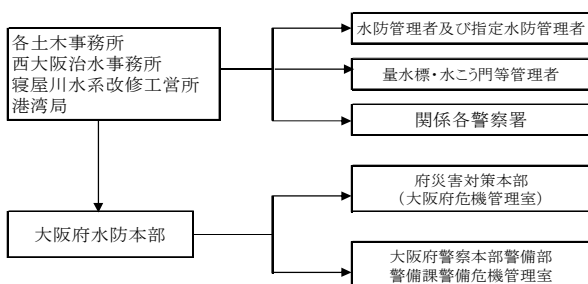 各土木事務所
西大阪治水事務所
寝屋川水系改修工営所
港湾局
水防管理者及び指定水防管理者
量水標・水こう門等管理者
関係各警察署
大阪府水防本部
府災害対策本部
（大阪府危機管理室）
大阪府警察本部警備部
警備課警備危機管理室